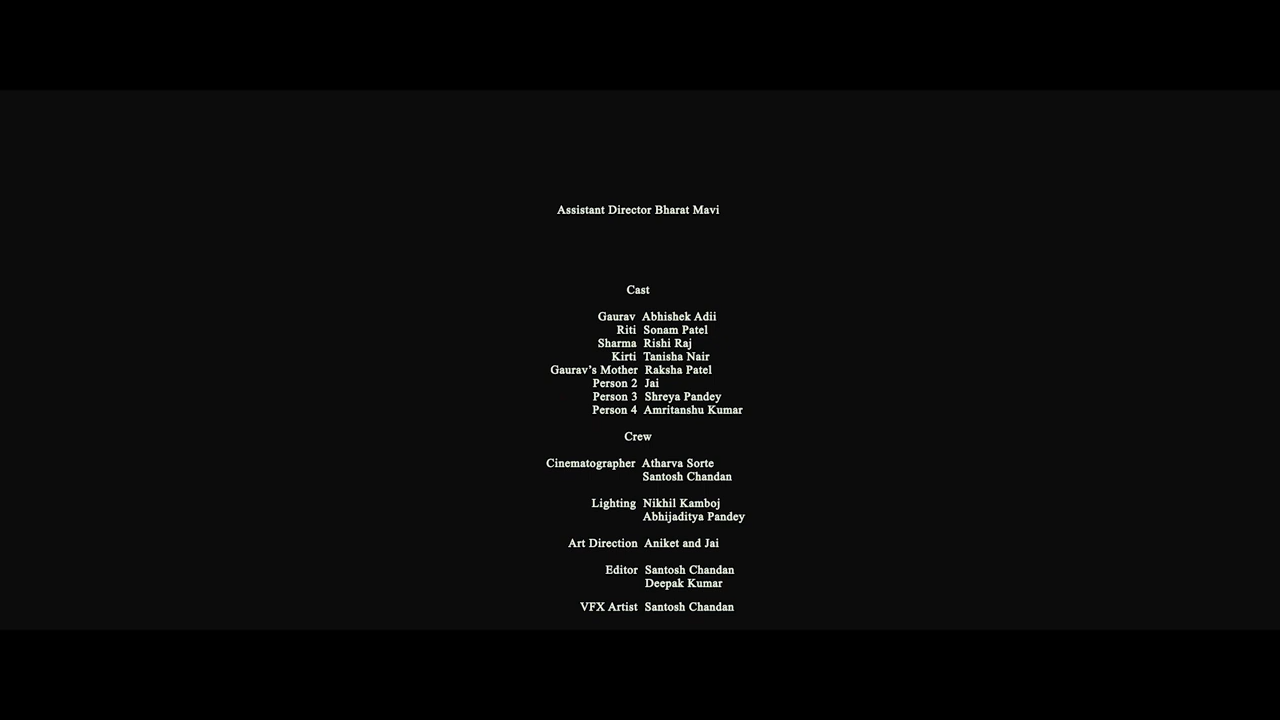 Assistant Director Bharat Mavi
Cast
Gaurav Abhishek Adii
Riti Sonam Patel
Sharma Rishi Raj
Kirti Tanisha Nair
Gaurav's Mother Raksha Patel
Person 2 Jai
Person 3 Shreya Pandey
Person 4 Amritanshu Kumar
Crew
Cinematographer Atharva Sorte
Santosh Chandan
Lighting Nikhil Kamboj
Abhijaditya Pandey
Art Direction Aniket and Jai
Editor Santosh Chandan
Deepak Kumar
VFX Artist Santosh Chandan